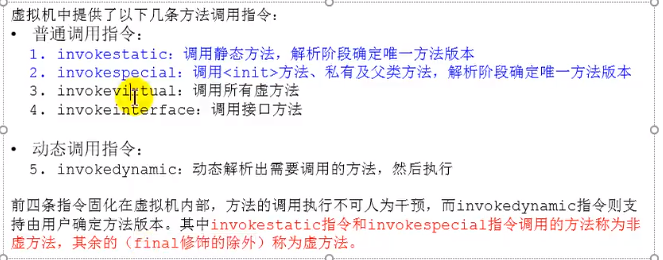 虚拟机中提供了以下几条方法调用指令:
• 普通调用指令:
1. invokestatic: 调用静态方法, 解析阶段确定唯一方法版本
2. invokespecial: 调用<init>方法、私有及父类方法, 解析阶段确定唯一方法版本
3. invokevirtual: 调用所有虚方法
4. invokeinterface: 调用接口方法
• 动态调用指令:
5. invokedynamic: 动态解析出需要调用的方法, 然后执行
前四条指令固化在虚拟机内部, 方法的调用执行不可人为干预, 而invokedynamic指令则支
持由用户确定方法版本。其中invokestatic指令和invokespecial指令调用的方法称为非
虚方法, 其余的 (final修饰的除外) 称为虚方法。